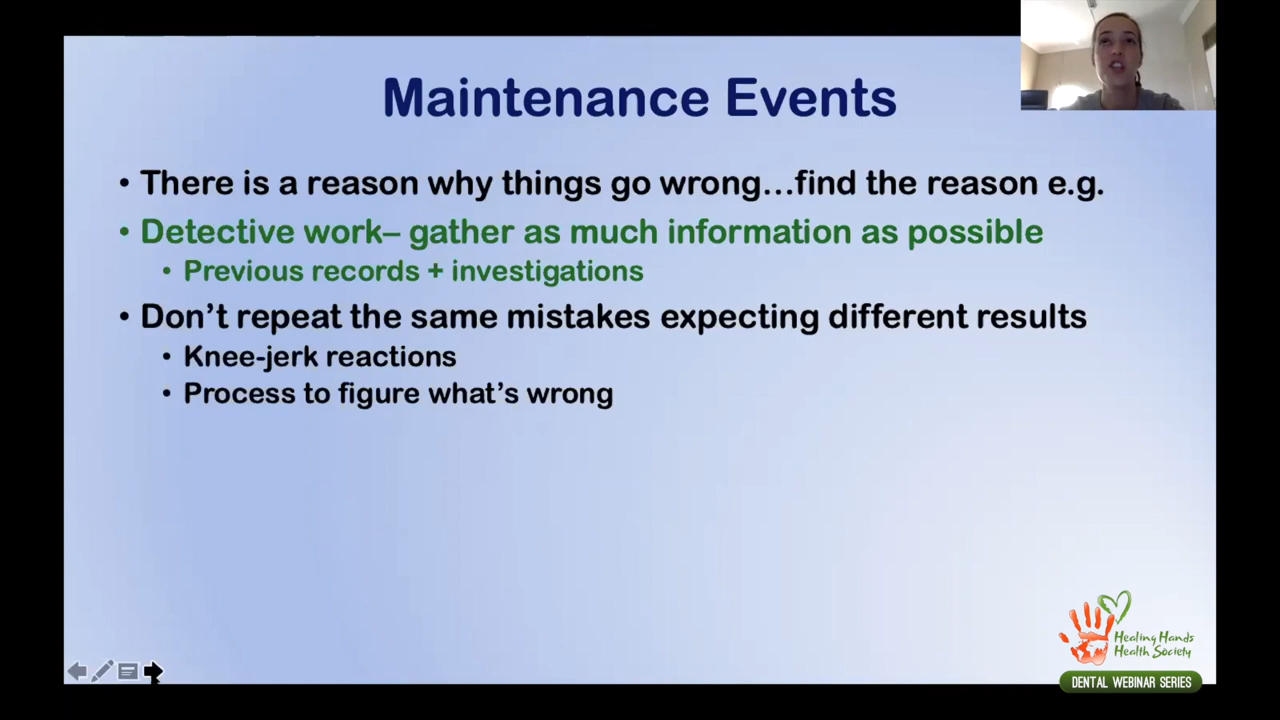 Maintenance Events
• There is a reason why things go wrong...find the reason e.g.
• Detective work– gather as much information as possible
• Previous records + investigations
• Don't repeat the same mistakes expecting different results
• Knee-jerk reactions
• Process to figure what's wrong
Healing Hands
Health Society
DENTAL WEBINAR SERIES